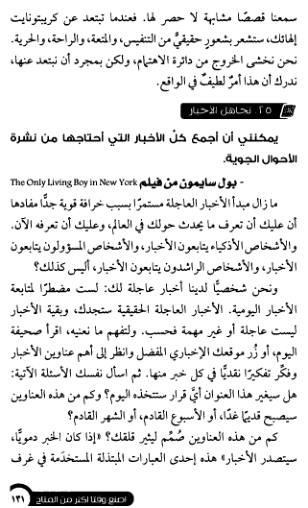 سمعنا قصصًا مشابهة لا حصر لها. فعندما تبتعد عن كريبتونايت
إلهائك، ستشعر بشعورٍ حقيقيٍّ من التنفيس، والمتعة، والراحة، والحرية.
نحن نخشى الخروج من دائرة الاهتمام، ولكن بمجرد أن نبتعد عنها،
ندرك أن هذا أمرٌ لطيفٌ في الواقع.
٢٥. تجاهل الأخبار
يمكنني أن أجمع كلّ الأخبار التي أحتاجها من نشرة
الأحوال الجوية.
- بول سايمون من فيلم The Only Living Boy in New York
ما زال مبدأ الأخبار العاجلة مستمرًا بسبب خرافة قوية جدًّا مفادها
أن عليك أن تعرف ما يحدث حولك في العالم، وعليك أن تعرفه الآن.
والأشخاص الأذكياء يتابعون الأخبار، والأشخاص المسؤولون يتابعون
الأخبار، والأشخاص الراشدون يتابعون الأخبار، أليس كذلك؟
ونحن شخصيًّا لدينا أخبار عاجلة لك: لست مضطرًا لمتابعة
الأخبار اليومية. الأخبار العاجلة الحقيقية ستجدك، وبقية الأخبار
ليست عاجلة أو غير مهمة فحسب. ولتفهم ما نعنيه، اقرأ صحيفة
اليوم، أو زُر موقعك الإخباري المفضل وانظر إلى أهم عناوين الأخبار
وفكّر تفكيرًا نقديًّا في كل خبر منها. ثم اسأل نفسك الأسئلة الآتية:
هل سيغير هذا العنوان أيَّ قرار ستتخذه اليوم؟ وكم من هذه العناوين
سيصبح قديمًا غدًا، أو الأسبوع القادم، أو الشهر القادم؟
كم من هذه العناوين صُمِّم ليثير قلقك؟ «إذا كان الخبر دمويًّا،
سيتصدر الأخبار» هذه إحدى العبارات المبتذلة المستخدَمة في غرف
اصنع وقتا أكثر من المتاح ١٣١